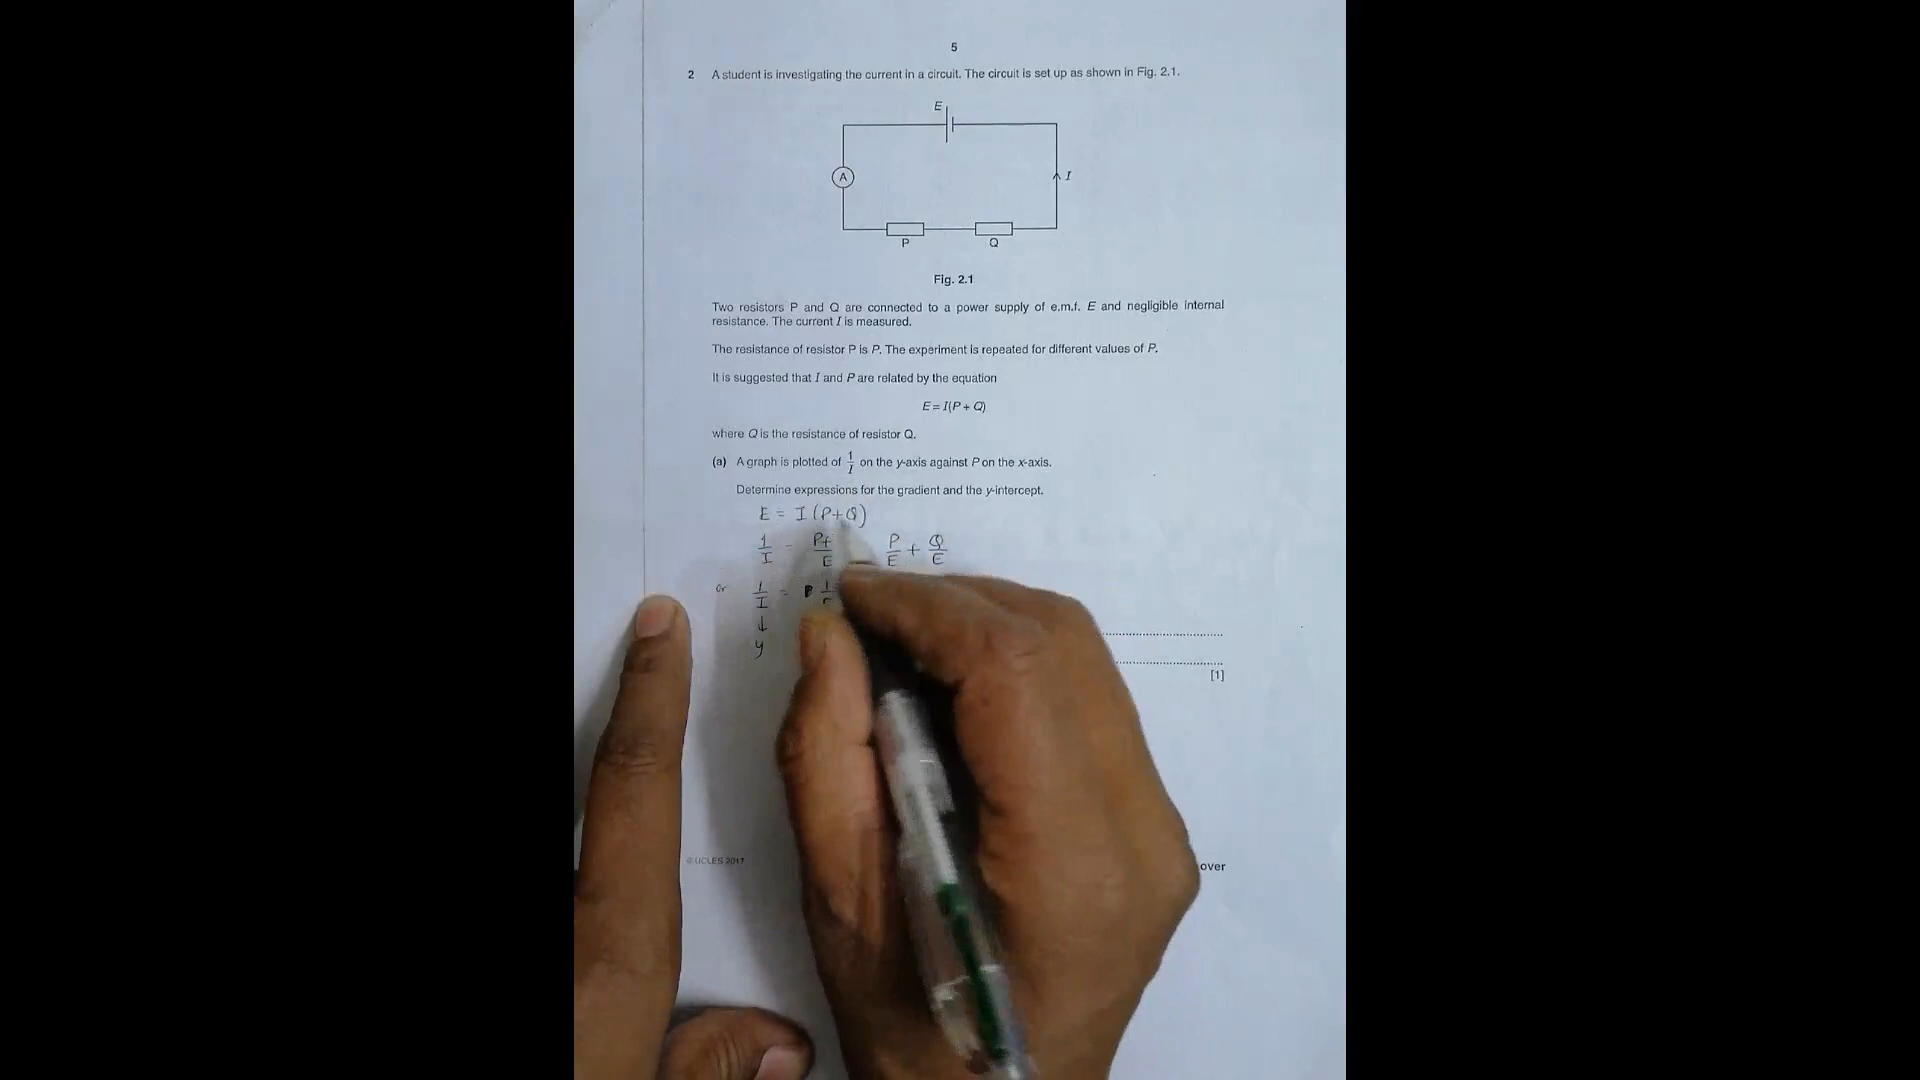 5
2 A student is investigating the current in a circuit. The circuit is set up as shown in Fig. 2.1.
E
A
I
P
Q
Fig. 2.1
Two resistors P and Q are connected to a power supply of e.m.f. E and negligible internal
resistance. The current I is measured.
The resistance of resistor P is P. The experiment is repeated for different values of P.
It is suggested that I and P are related by the equation
E = I(P + Q)
where Q is the resistance of resistor Q.
(a) A graph is plotted of 1/I on the y-axis against P on the x-axis.
Determine expressions for the gradient and the y-intercept.
E = I (P+Q)
1/I = P+/E P/E + Q/E
or 1/I = P 1/
↓
y
[1]
© UCLES 2017
over